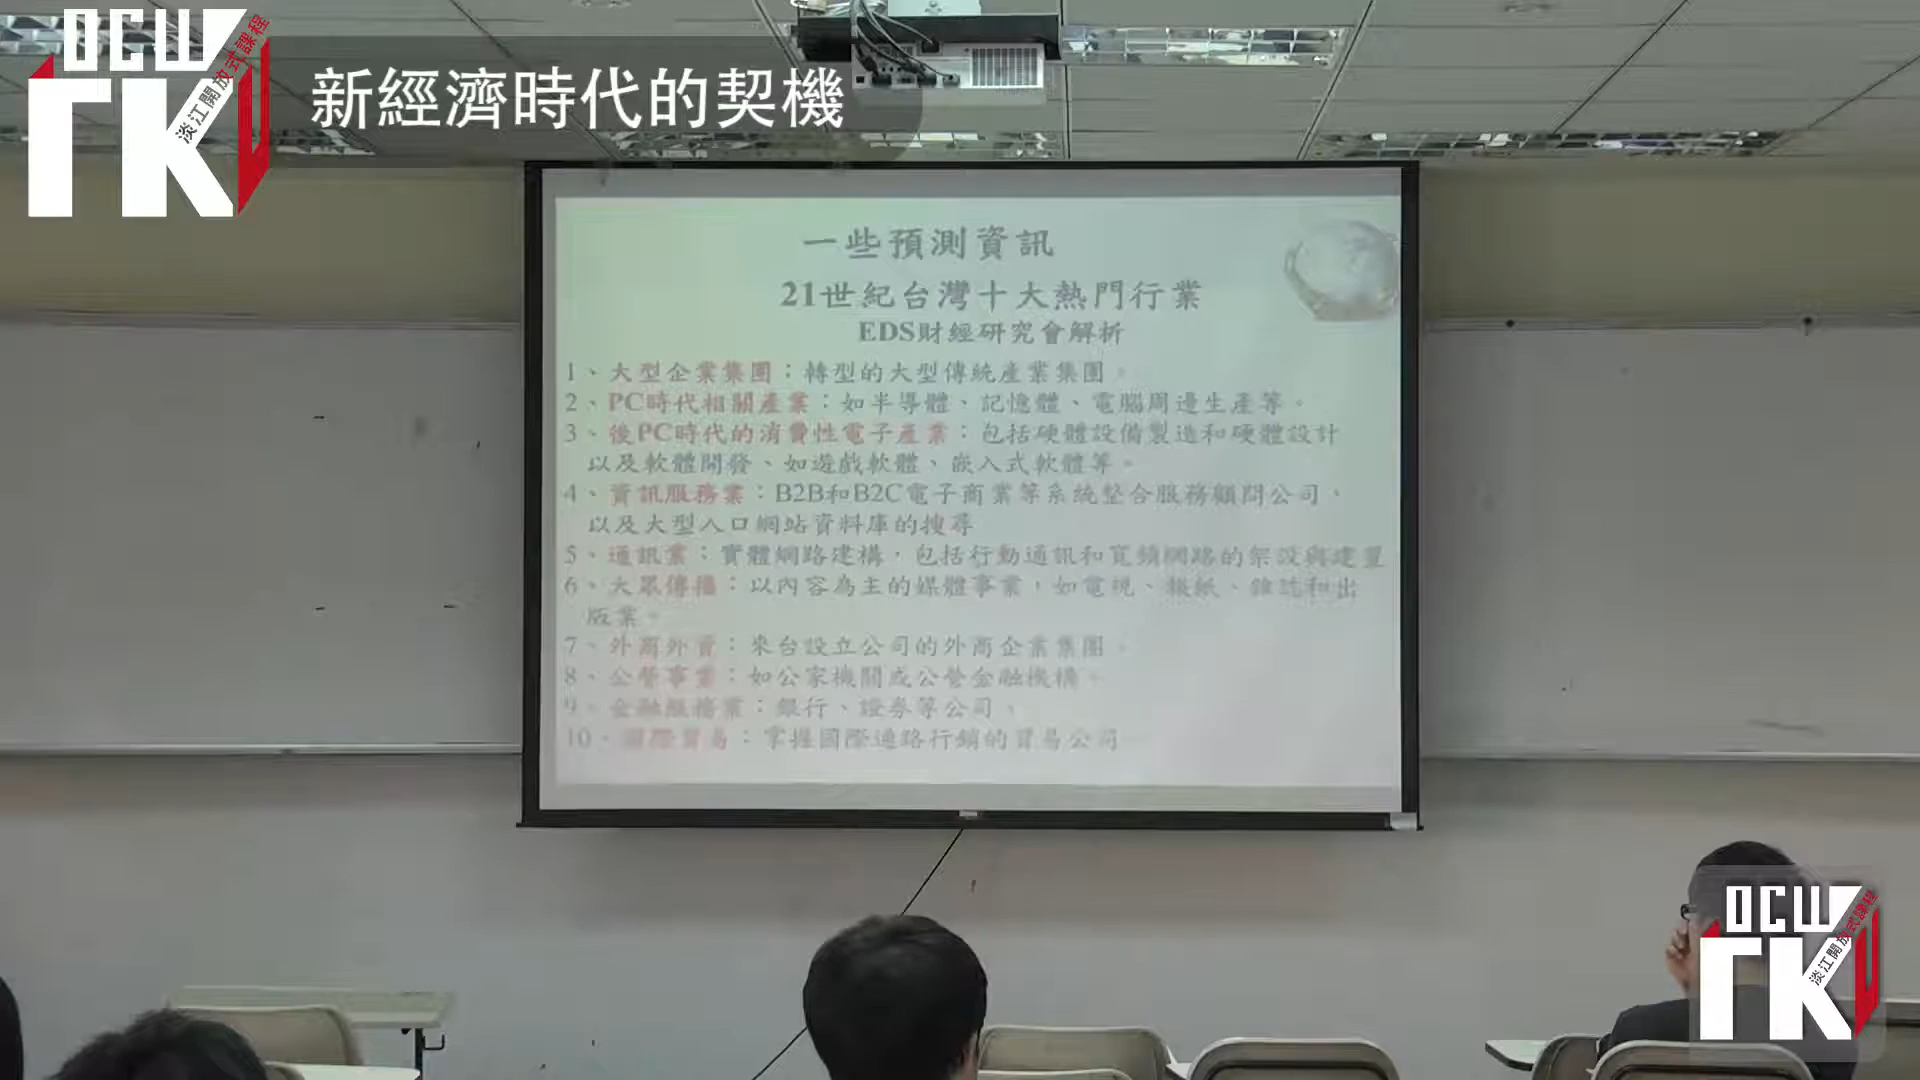 OCW
TKU
淡江開放式課程
新經濟時代的契機
一些預測資訊
21世紀台灣十大熱門行業
EDS財經研究會解析
1、大型企業集團：轉型的大型傳統產業集團。
2、PC時代相關產業：如半導體、記憶體、電腦周邊生產等。
3、後PC時代的消費性電子產業：包括硬體設備製造和硬體設計
以及軟體開發、如遊戲軟體、嵌入式軟體等。
4、資訊服務業：B2B和B2C電子商業等系統整合服務顧問公司，
以及大型入口網站資料庫的搜尋
5、通訊業：實體網路建構，包括行動通訊和寬頻網路的架設與建置
6、大眾傳播：以內容為主的媒體事業，如電視、報紙、雜誌和出
版業。
7、外商外資：來台設立公司的外商企業集團。
8、公營事業：如公家機關或公營金融機構。
9、金融服務業：銀行、證券等公司。
10、國際貿易：掌握國際通路行銷的貿易公司
OCW
TKU
淡江開放式課程